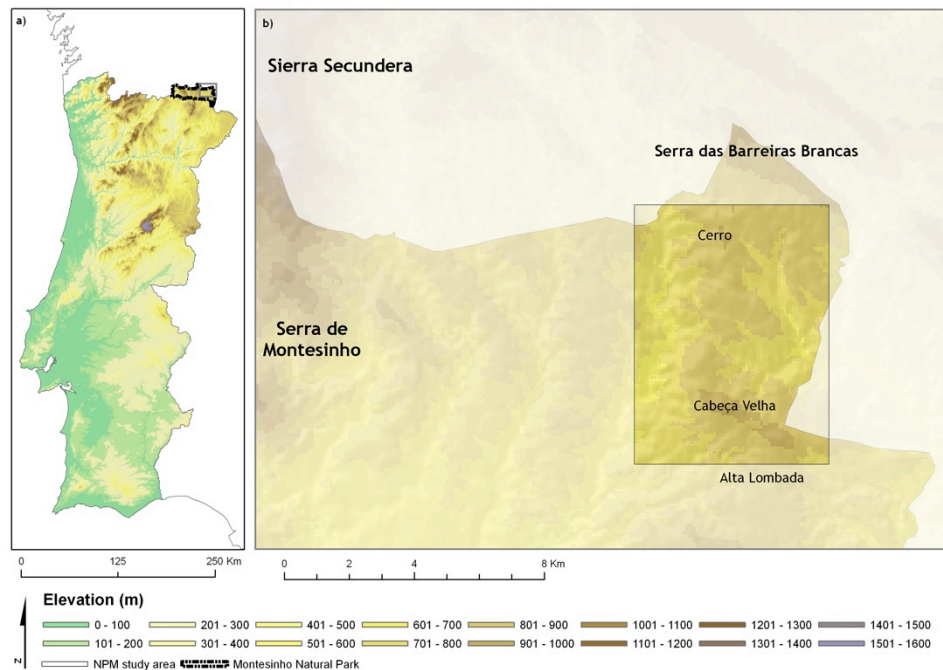 a)
b)
Sierra Secundera
Serra das Barreiras Brancas
Cerro
Serra de
Montesinho
Cabeça Velha
Alta Lombada
0 125 250 Km
0 2 4 8 Km
Elevation (m)
0 - 100 201 - 300 401 - 500 601 - 700 801 - 900 1001 - 1100 1201 - 1300 1401 - 1500
101 - 200 301 - 400 501 - 600 701 - 800 901 - 1000 1101 - 1200 1301 - 1400 1501 - 1600
z NPM study area Montesinho Natural Park